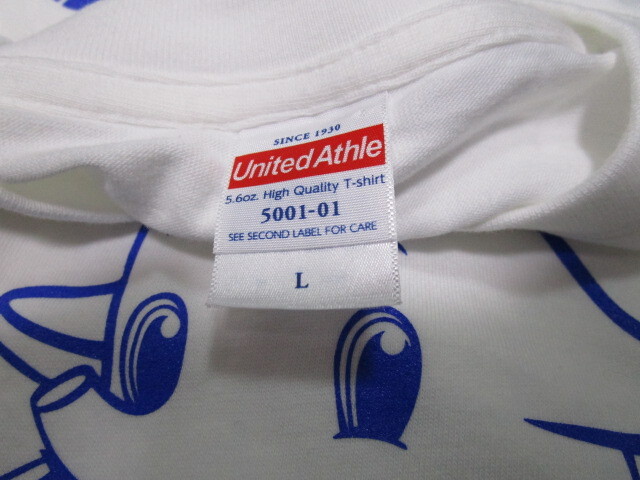 SINCE 1930
United Athle
5.6oz. High Quality T-shirt
5001-01
SEE SECOND LABEL FOR CARE
L